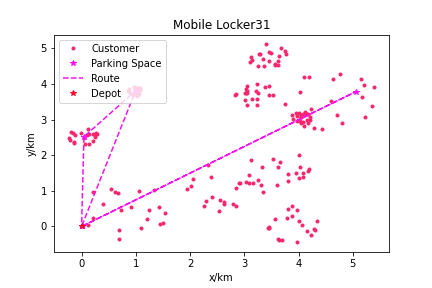 Mobile Locker31
Customer
Parking Space
Route
Depot
5
4
3
2
1
0
y/km
0 1 2 3 4 5
x/km